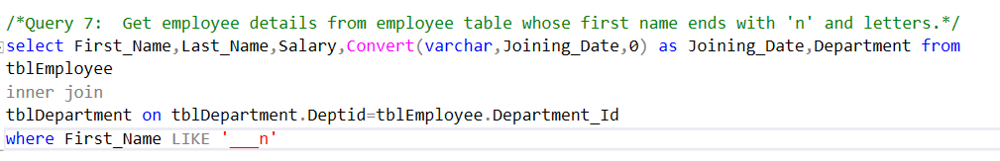 /*Query 7:  Get employee details from employee table whose first name ends with 'n' and letters.*/
select First_Name,Last_Name,Salary,Convert(varchar,Joining_Date,0) as Joining_Date,Department from
tblEmployee
inner join
tblDepartment on tblDepartment.Deptid=tblEmployee.Department_Id
where First_Name LIKE '___n'